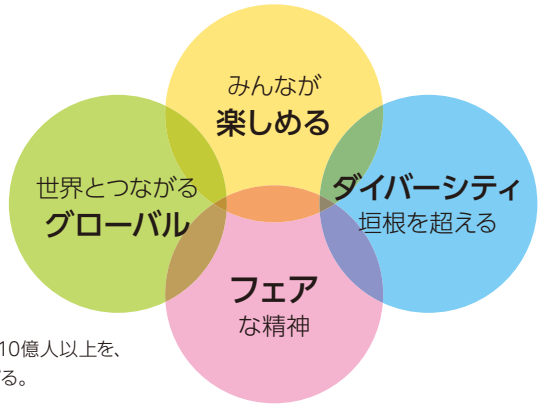 みんなが
楽しめる
世界とつながる
グローバル
ダイバーシティ
垣根を超える
フェア
な精神
10億人以上を、
る。